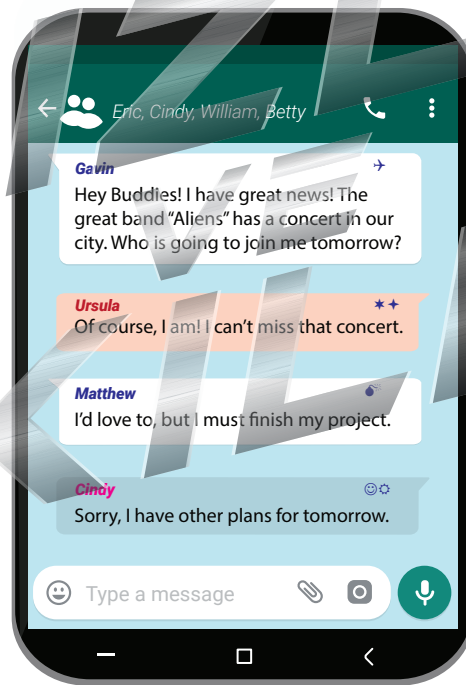 Eric, Cindy, William, Betty
Gavin
Hey Buddies! I have great news! The
great band “Aliens” has a concert in our
city. Who is going to join me tomorrow?
Ursula
Of course, I am! I can’t miss that concert.
Matthew
I’d love to, but I must finish my project.
Cindy
Sorry, I have other plans for tomorrow.
Type a message